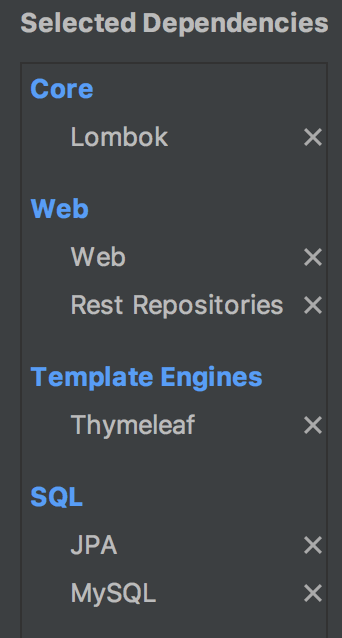 Selected Dependencies
Core
Lombok
Web
Web
Rest Repositories
Template Engines
Thymeleaf
SQL
JPA
MySQL